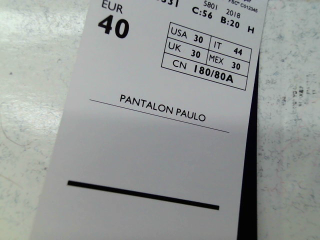 EUR
40
5801 2018
C:56 B:20 H
USA 30 IT 44
UK 30 MEX 30
CN 180/80A
PANTALON PAULO